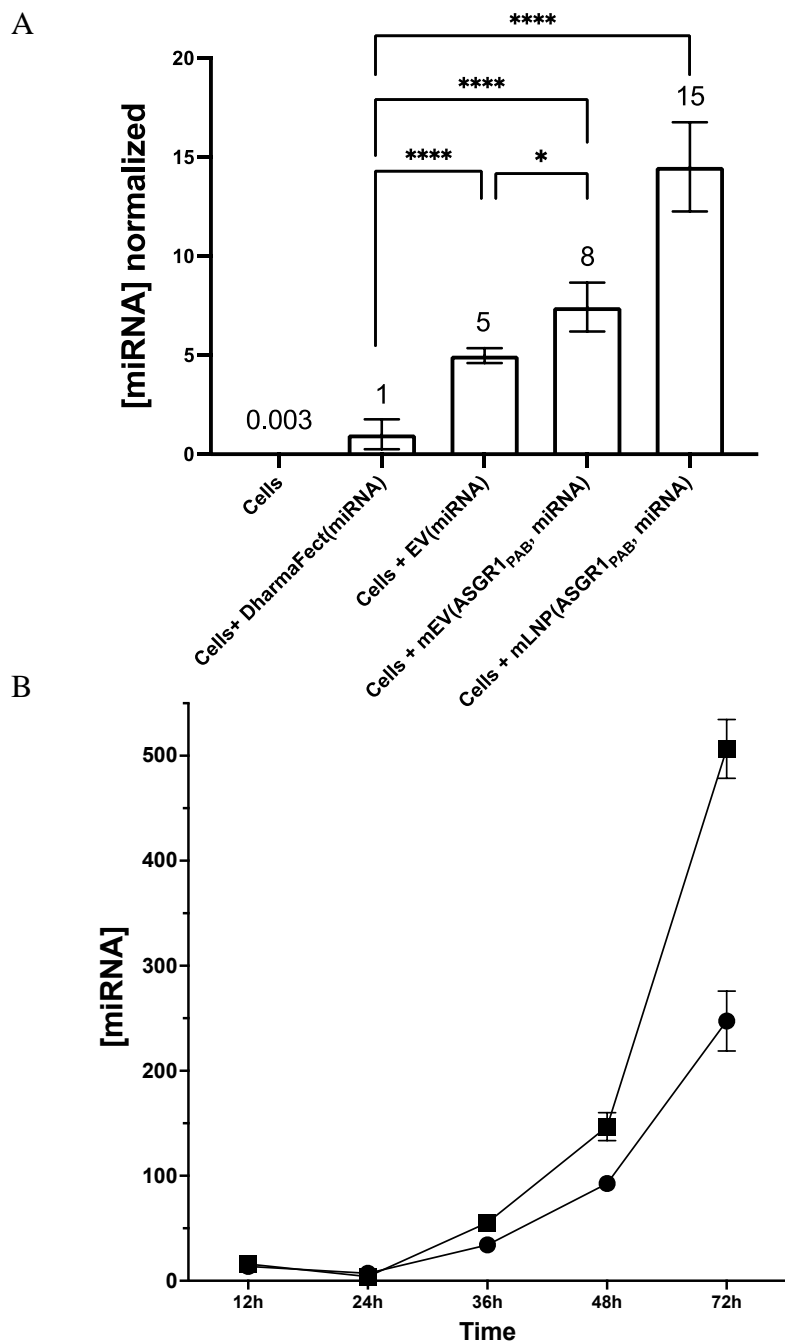 A
****
20
****
15
15
****
*
[miRNA] normalized
10
8
5
5
1
0.003
0
Cells
Cells+ DharmaFect(miRNA)
Cells + EV(miRNA)
Cells + mEV(ASGR1PAB, miRNA)
Cells + mLNP(ASGR1PAB, miRNA)
B
500
400
300
[miRNA]
200
100
0
12h 24h 36h 48h 72h
Time